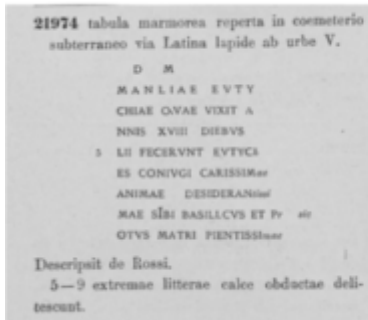 21974 tabula marmorea reperta in coemeterio
subterraneo via Latina lapide ab urbe V.
D M
MANLIAE EVTY
CHIAE QVAE VIXIT A
NNIS XVIII DIEBVS
5 LII FECERVNT EVTYCh
ES CONIVGI CARISSIMae
ANIMAE DESIDERANtissi
MAE SIBI BASILLCVS ET Pr
OTVS MATRI PIENTISSImae
Descripsit de Rossi.
5—9 extremae litterae calce obductae deli-
tescunt.